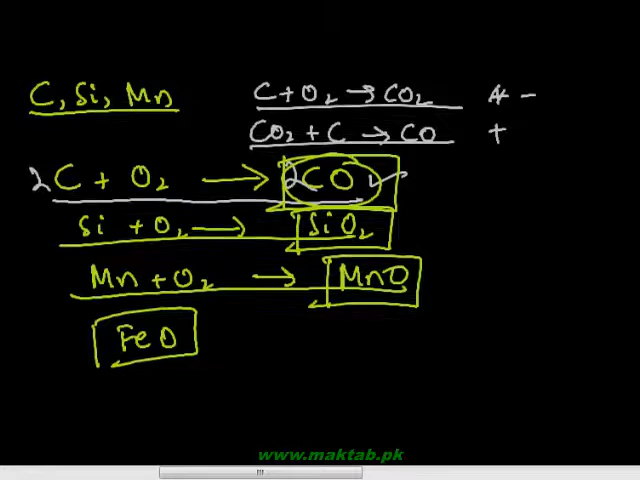 C, Si, Mn
C + O2 → CO2
CO2 + C → CO +
2C + O2 → 2CO
Si + O2 → SiO2
Mn + O2 → MnO
FeO
www.maktab.pk